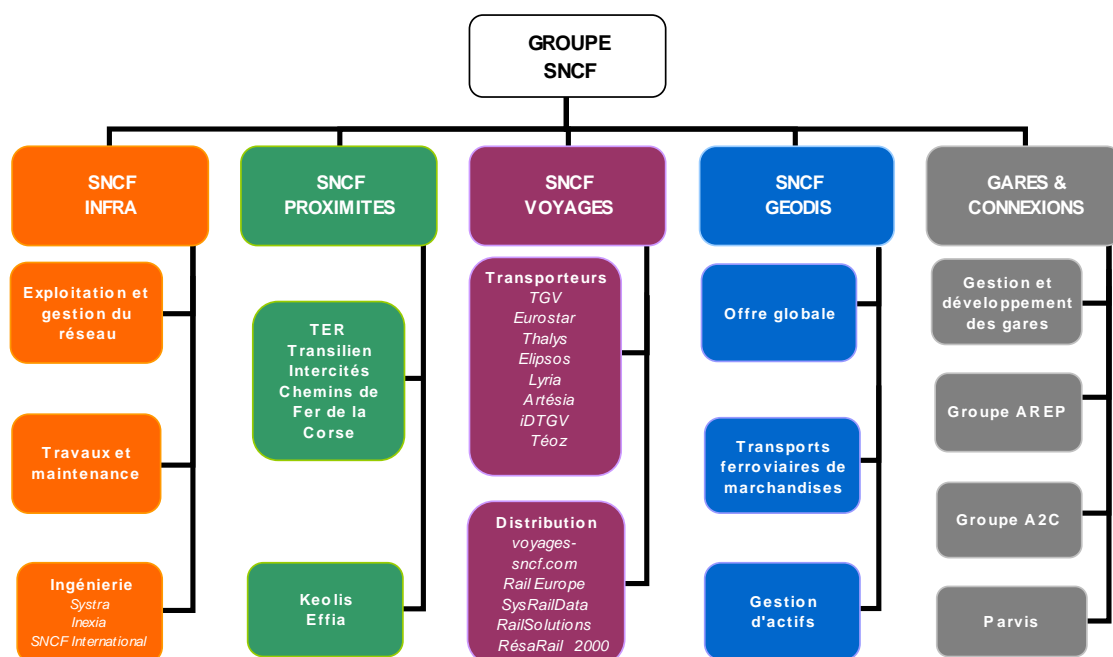 GROUPE
SNCF
SNCF
INFRA
SNCF
PROXIMITES
SNCF
VOYAGES
SNCF
GEODIS
GARES &
CONNEXIONS
Exploitation et
gestion du
réseau
Travaux et
maintenance
Ingénierie
Systra
Inexia
SNCF International
TER
Transilien
Intercités
Chemins de
Fer de la
Corse
Keolis
Effia
Transporteurs
TGV
Eurostar
Thalys
Elipsos
Lyria
Artésia
iDTGV
Téoz
Distribution
voyages-
sncf.com
Rail Europe
SysRailData
RailSolutions
RésaRail 2000
Offre globale
Transports
ferroviaires de
marchandises
Gestion
d'actifs
Gestion et
développement
des gares
Groupe AREP
Groupe A2C
Parvis